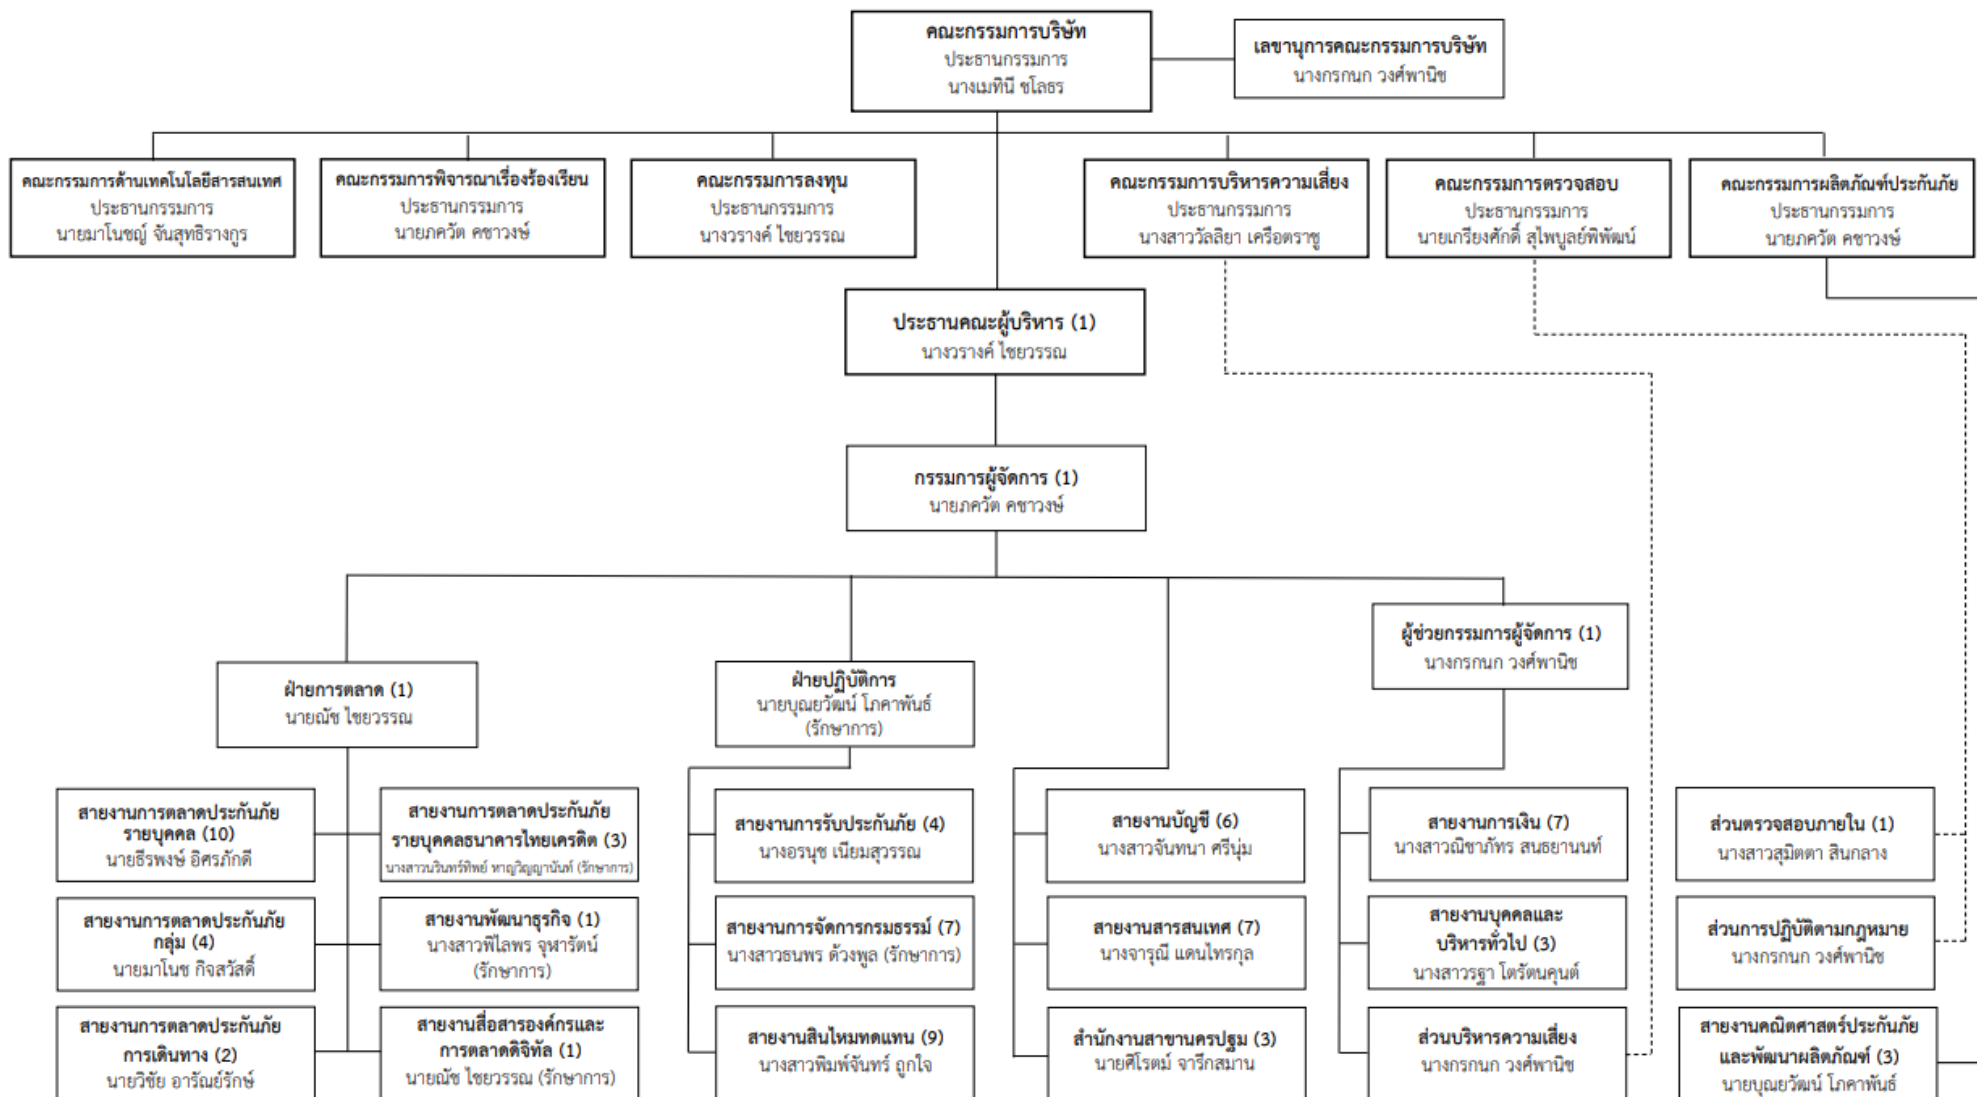 คณะกรรมการบริษัท
ประธานกรรมการ
นางเมทินี ชโลธร
เลขานุการคณะกรรมการบริษัท
นางกรกนก วงศ์พานิช
คณะกรรมการด้านเทคโนโลยีสารสนเทศ
ประธานกรรมการ
นายมาโนชญ์ จันสุทธิรางกูร
คณะกรรมการพิจารณาเรื่องร้องเรียน
ประธานกรรมการ
นายภควัต คชาวงษ์
คณะกรรมการลงทุน
ประธานกรรมการ
นางวรางค์ ไชยวรรณ
คณะกรรมการบริหารความเสี่ยง
ประธานกรรมการ
นางสาววัลลิยา เครือตราชู
คณะกรรมการตรวจสอบ
ประธานกรรมการ
นายเกรียงศักดิ์ สุไพบูลย์พิพัฒน์
คณะกรรมการผลิตภัณฑ์ประกันภัย
ประธานกรรมการ
นายภควัต คชาวงษ์
ประธานคณะผู้บริหาร (1)
นางวรางค์ ไชยวรรณ
กรรมการผู้จัดการ (1)
นายภควัต คชาวงษ์
ผู้ช่วยกรรมการผู้จัดการ (1)
นางกรกนก วงศ์พานิช
ฝ่ายการตลาด (1)
นายณัช ไชยวรรณ
ฝ่ายปฏิบัติการ
นายบุณยวัฒน์ โภคาพันธ์
(รักษาการ)
สายงานการตลาดประกันภัย
รายบุคคล (10)
นายธีรพงษ์ อิศรภักดี
สายงานการตลาดประกันภัย
รายบุคคลธนาคารไทยเครดิต (3)
นางสาวนรินทร์ทิพย์ หาญวิญญานันท์ (รักษาการ)
สายงานการรับประกันภัย (4)
นางอรนุช เนียมสุวรรณ
สายงานบัญชี (6)
นางสาวจันทนา ศรีนุ่ม
สายงานการเงิน (7)
นางสาวณิชาภัทร สนธยานนท์
ส่วนตรวจสอบภายใน (1)
นางสาวสุมิตตา สินกลาง
สายงานการตลาดประกันภัย
กลุ่ม (4)
นายมาโนช กิจสวัสดิ์
สายงานพัฒนาธุรกิจ (1)
นางสาวพิไลพร จุฬารัตน์
(รักษาการ)
สายงานการจัดการกรมธรรม์ (7)
นางสาวธนพร ด้วงพูล (รักษาการ)
สายงานสารสนเทศ (7)
นางจารุณี แดนไทรกุล
สายงานบุคคลและ
บริหารทั่วไป (3)
นางสาวรฐา โตรัตนคุนต์
ส่วนการปฏิบัติตามกฎหมาย
นางกรกนก วงศ์พานิช
สายงานการตลาดประกันภัย
การเดินทาง (2)
นายวิชัย อารัณย์รักษ์
สายงานสื่อสารองค์กรและ
การตลาดดิจิทัล (1)
นายณัช ไชยวรรณ (รักษาการ)
สายงานสินไหมทดแทน (9)
นางสาวพิมพ์จันทร์ ถูกใจ
สำนักงานสาขานครปฐม (3)
นายศิโรตม์ จารึกสมาน
ส่วนบริหารความเสี่ยง
นางกรกนก วงศ์พานิช
สายงานคณิตศาสตร์ประกันภัย
และพัฒนาผลิตภัณฑ์ (3)
นายบุณยวัฒน์ โภคาพันธ์